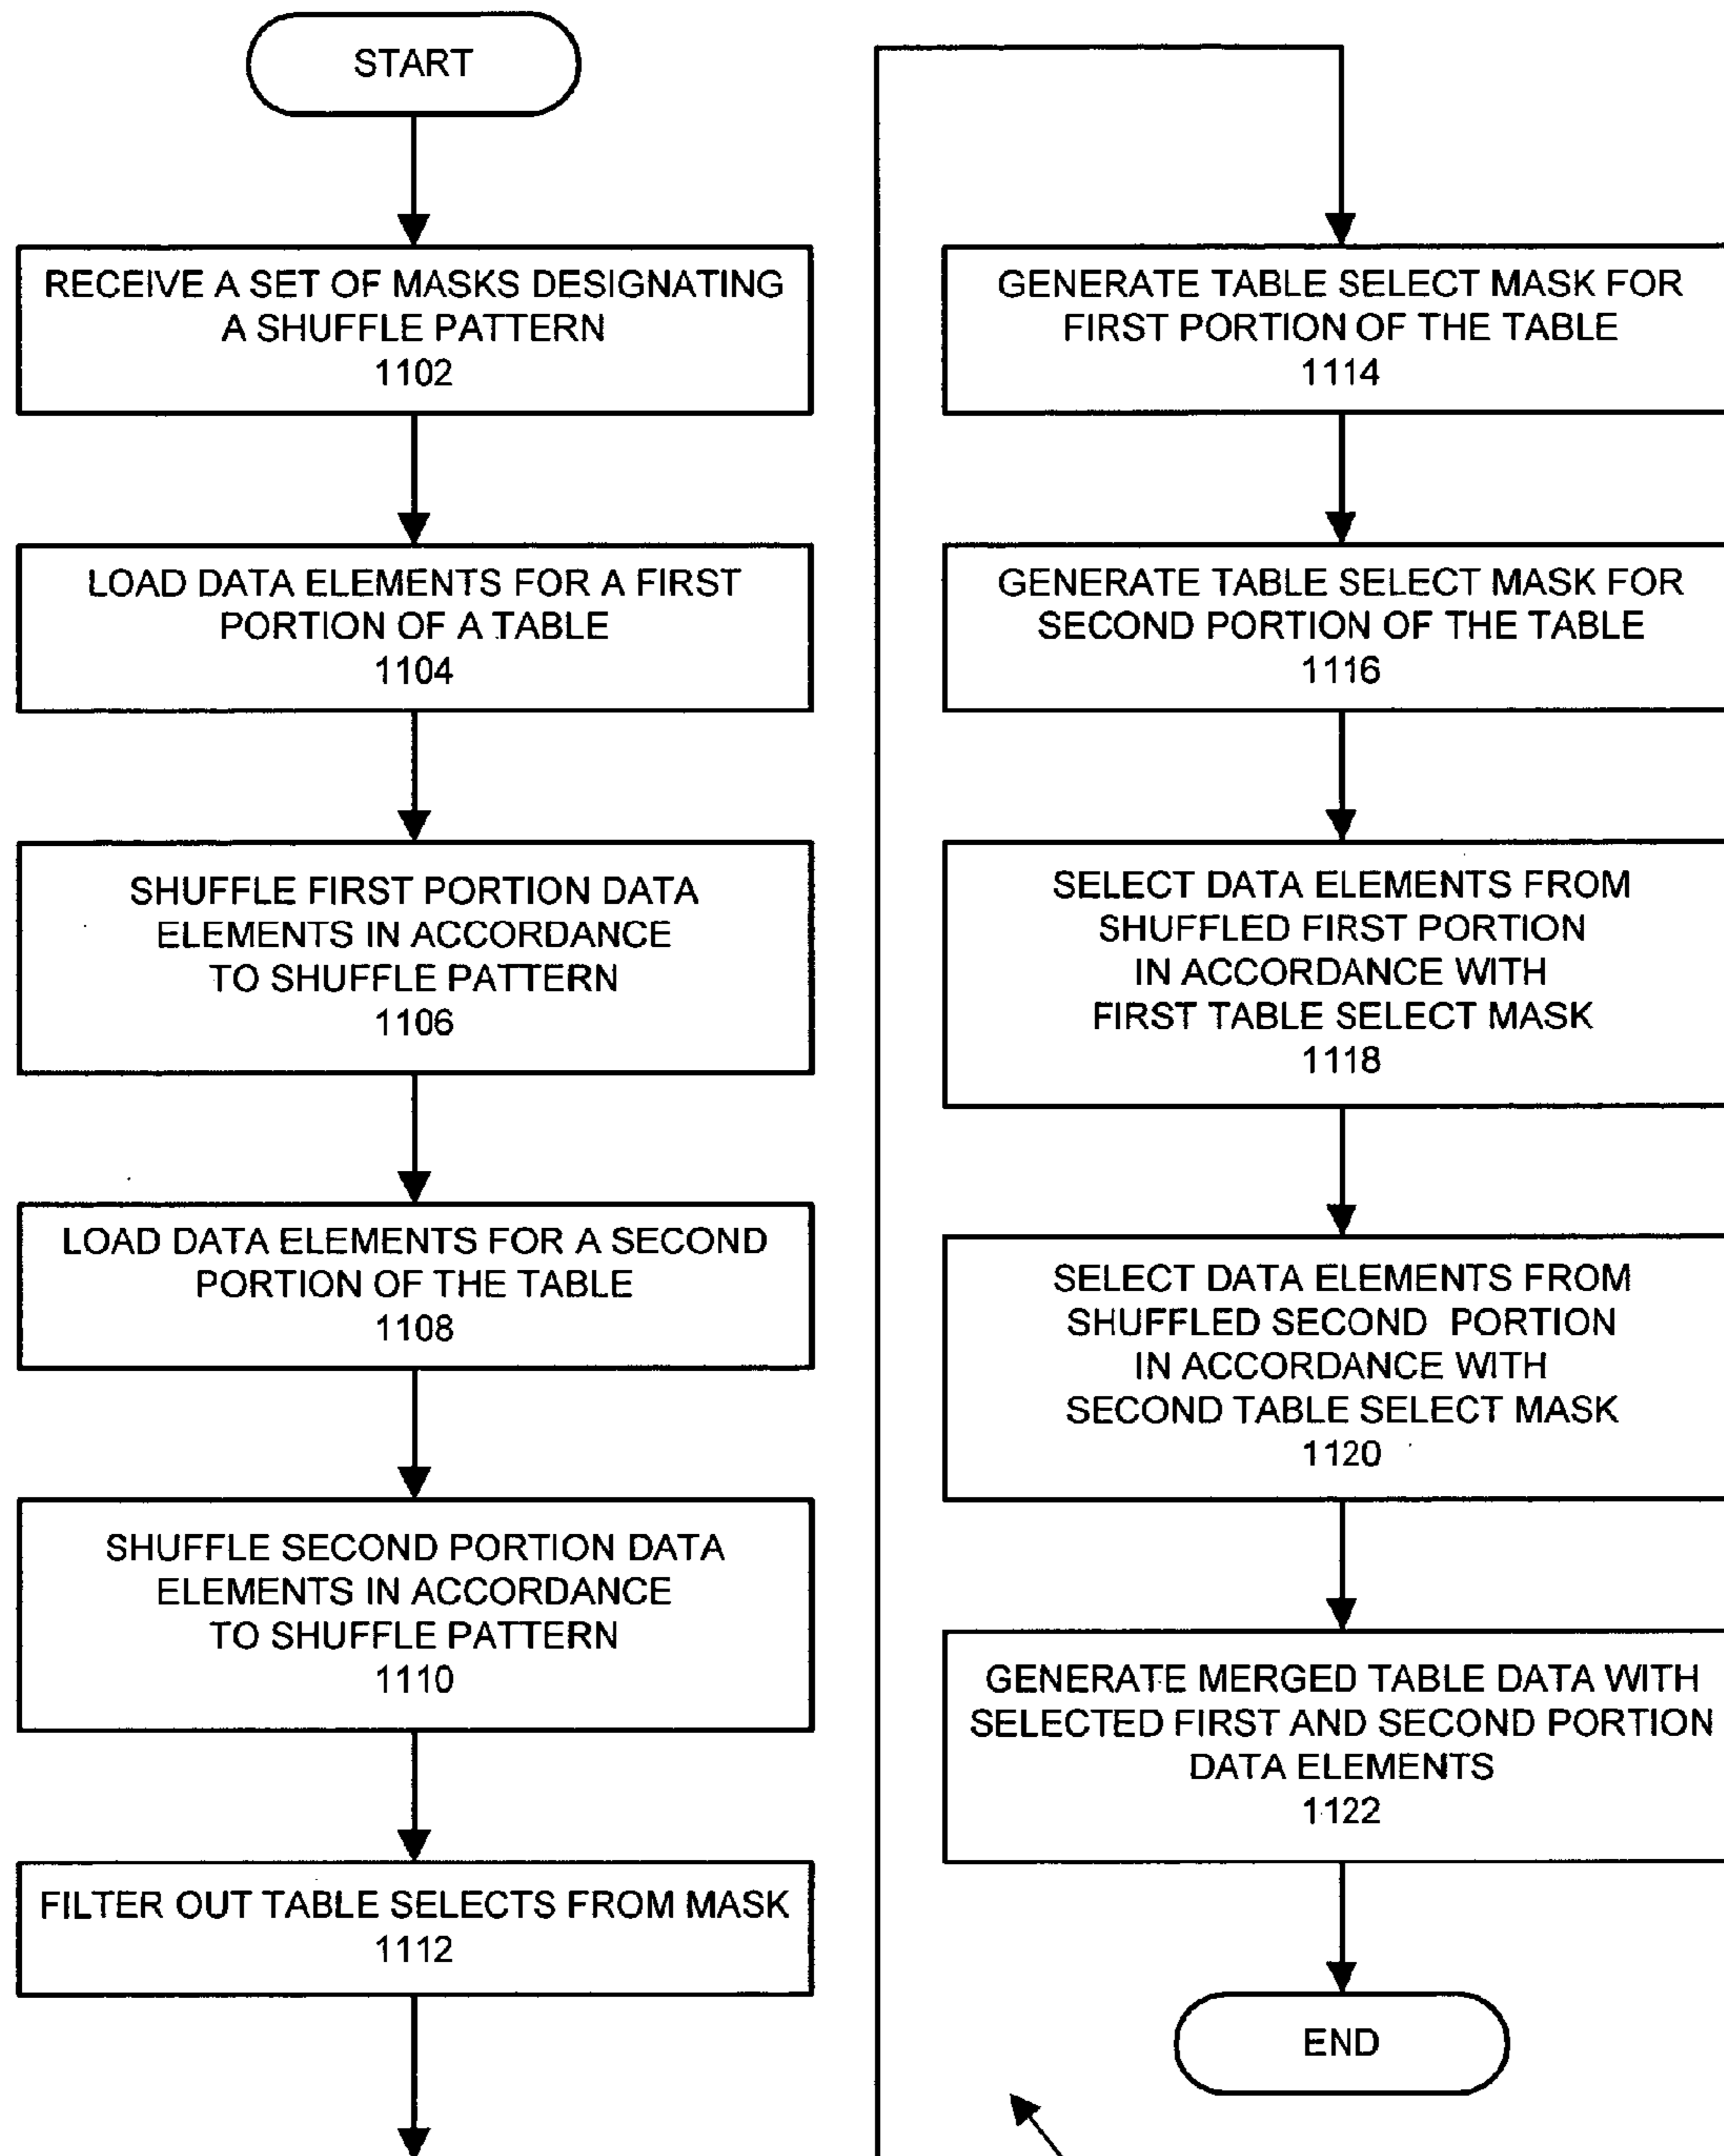 START
RECEIVE A SET OF MASKS DESIGNATING
A SHUFFLE PATTERN
1102
LOAD DATA ELEMENTS FOR A FIRST
PORTION OF A TABLE
1104
SHUFFLE FIRST PORTION DATA
ELEMENTS IN ACCORDANCE
TO SHUFFLE PATTERN
1106
LOAD DATA ELEMENTS FOR A SECOND
PORTION OF THE TABLE
1108
SHUFFLE SECOND PORTION DATA
ELEMENTS IN ACCORDANCE
TO SHUFFLE PATTERN
1110
FILTER OUT TABLE SELECTS FROM MASK
1112
GENERATE TABLE SELECT MASK FOR
FIRST PORTION OF THE TABLE
1114
GENERATE TABLE SELECT MASK FOR
SECOND PORTION OF THE TABLE
1116
SELECT DATA ELEMENTS FROM
SHUFFLED FIRST PORTION
IN ACCORDANCE WITH
FIRST TABLE SELECT MASK
1118
SELECT DATA ELEMENTS FROM
SHUFFLED SECOND PORTION
IN ACCORDANCE WITH
SECOND TABLE SELECT MASK
1120
GENERATE MERGED TABLE DATA WITH
SELECTED FIRST AND SECOND PORTION
DATA ELEMENTS
1122
END